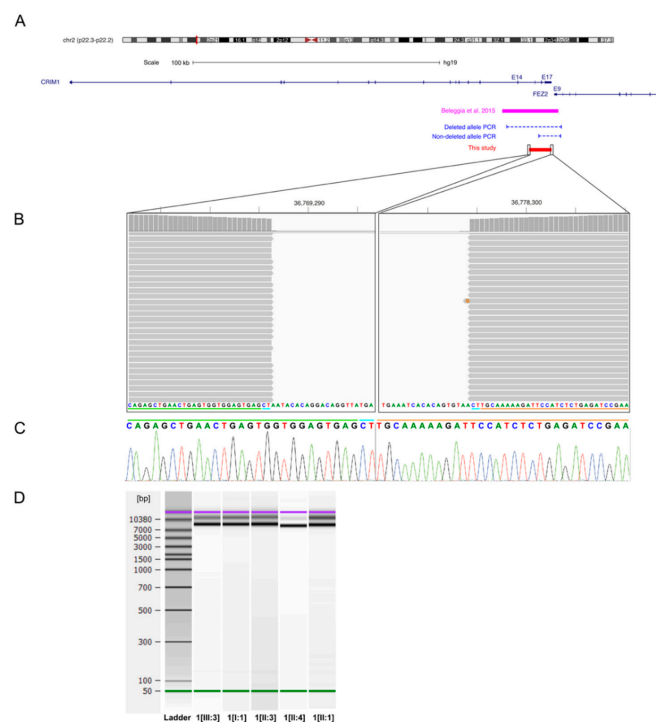 A
chr2 (p22.3-p22.2)
Scale
100 kb
hg19
CRIM1
E14
E17
FEZ2
E9
Beleggia et al. 2015
Deleted allele PCR
Non-deleted allele PCR
This study
B
36,769,290
36,778,300
CAGAGCTGAACTGAGTGGTGGAGTGAGCTAATACACAGGACAGGTTATGA
TGAAATCACACAGTGTAACTTGCAAAAAGATTCCATCTCTGAGATCCGAA
C
CAGAGCTGAACTGAGTGGTGGAGTGAGCTTGCAAAAAGATTCCATCTCTGAGATCCGAA
D
[bp]
10380
7000
5000
3000
1500
1000
700
500
300
100
50
Ladder 1[III:3] 1[I:1] 1[II:3] 1[II:4] 1[II:1]